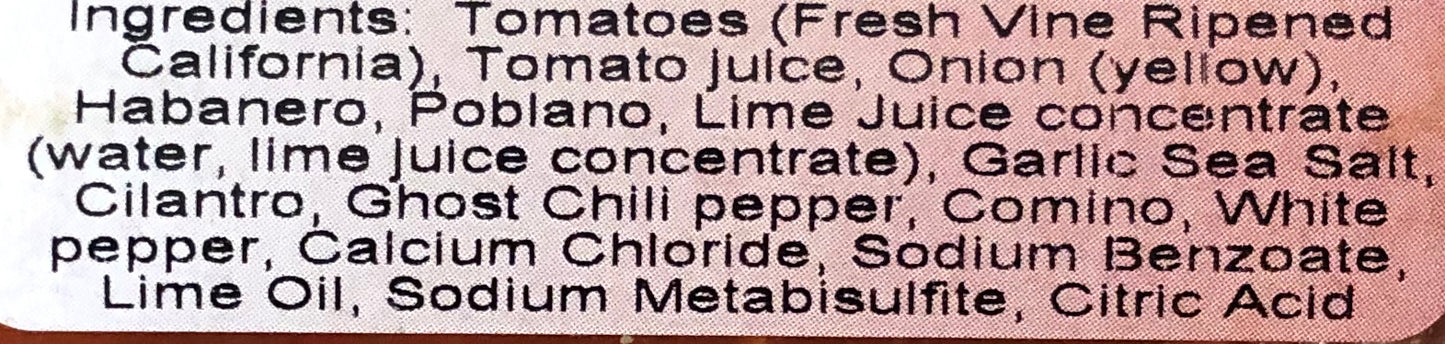 Ingredients: Tomatoes (Fresh Vine Ripened
California), Tomato juice, Onion (yellow),
Habanero, Poblano, Lime Juice concentrate
(water, lime juice concentrate), Garlic Sea Salt,
Cilantro, Ghost Chili pepper, Comino, White
pepper, Calcium Chloride, Sodium Benzoate,
Lime Oil, Sodium Metabisulfite, Citric Acid